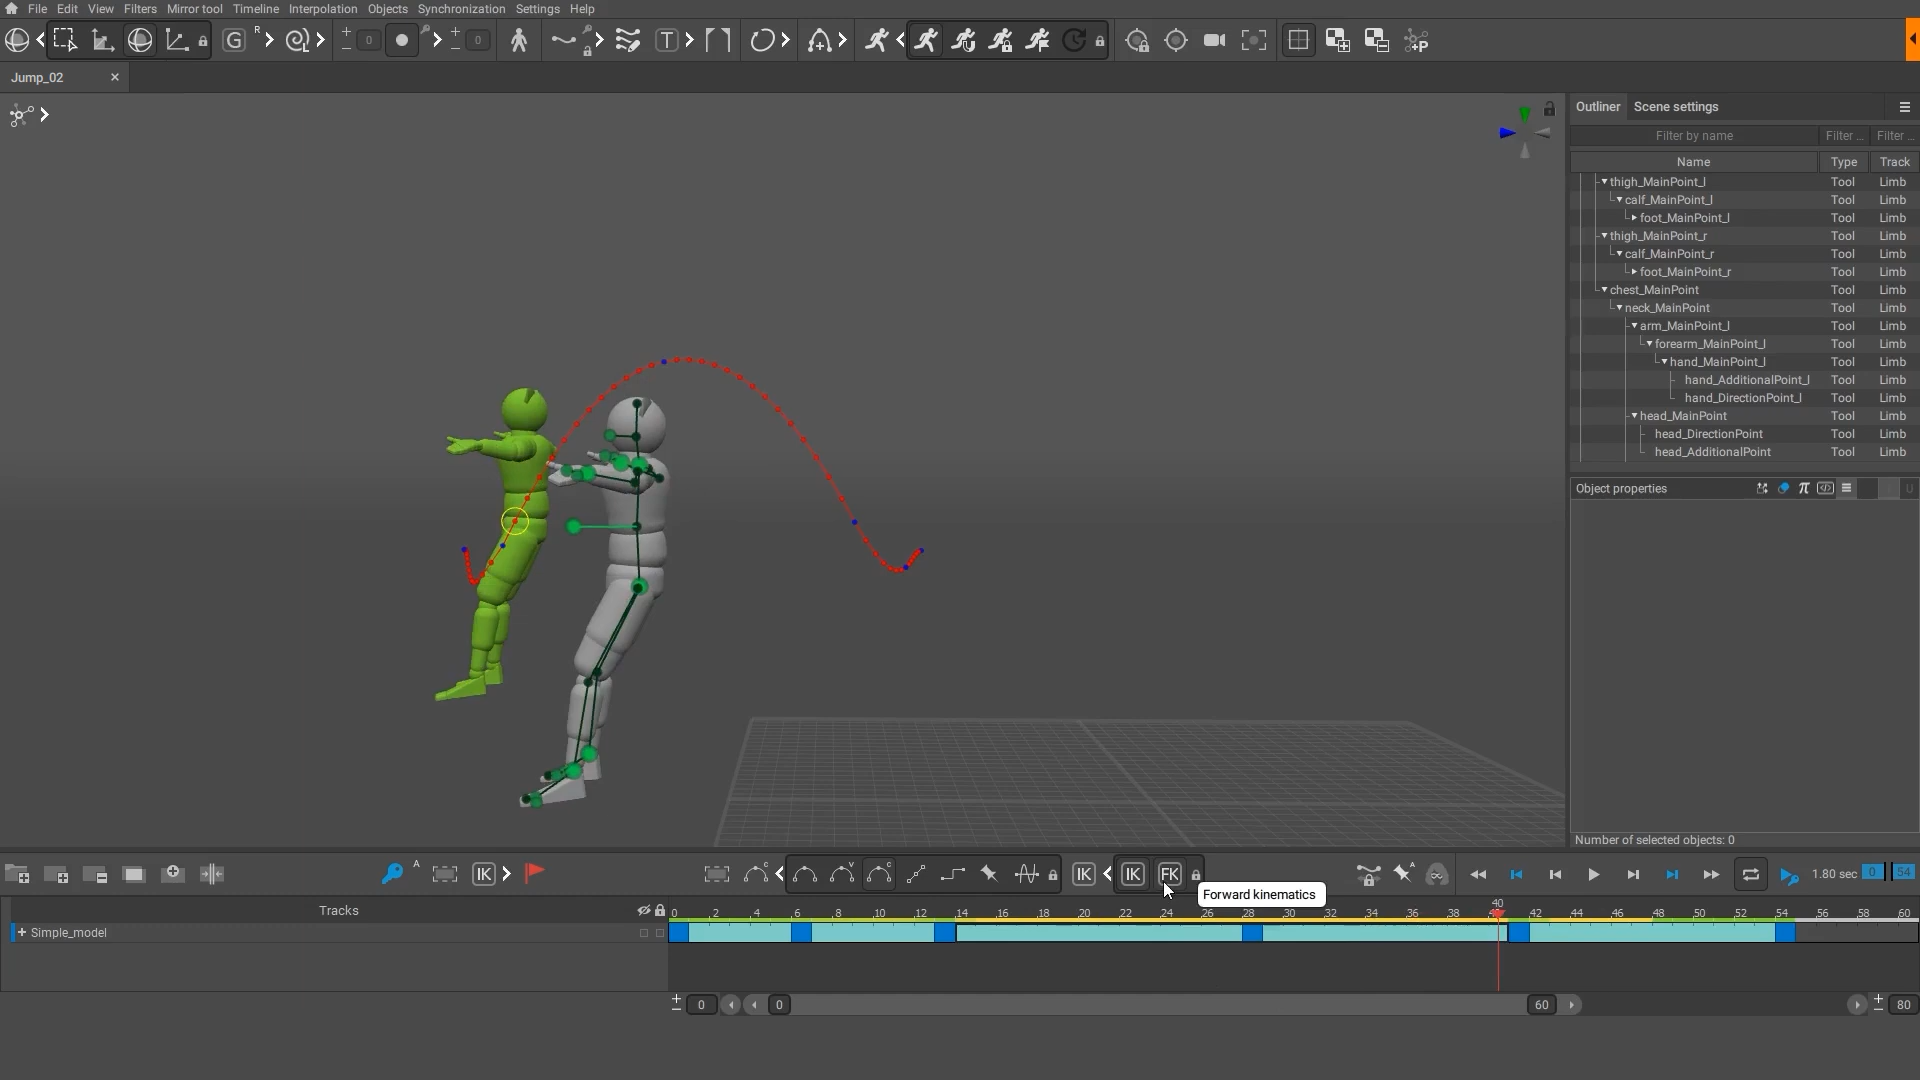 File Edit View Filters Mirror tool Timeline Interpolation Objects Synchronization Settings Help
G R 0 0 T P
Jump_02
Outliner Scene settings
Filter by name Filter ... Filter ...
Name Type Track
thigh_MainPoint_l Tool Limb
calf_MainPoint_l Tool Limb
foot_MainPoint_l Tool Limb
thigh_MainPoint_r Tool Limb
calf_MainPoint_r Tool Limb
foot_MainPoint_r Tool Limb
chest_MainPoint Tool Limb
neck_MainPoint Tool Limb
arm_MainPoint_l Tool Limb
forearm_MainPoint_l Tool Limb
hand_MainPoint_l Tool Limb
hand_AdditionalPoint_l Tool Limb
hand_DirectionPoint_l Tool Limb
head_MainPoint Tool Limb
head_DirectionPoint Tool Limb
head_AdditionalPoint Tool Limb
Object properties
Number of selected objects: 0
A IK C V C IK IK FK A 1.80 sec 0 54
Forward kinematics
Tracks
0 2 4 6 8 10 12 14 16 18 20 22 24 26 28 30 32 34 36 38 40 42 44 46 48 50 52 54 56 58 60
Simple_model
0 0 60 80